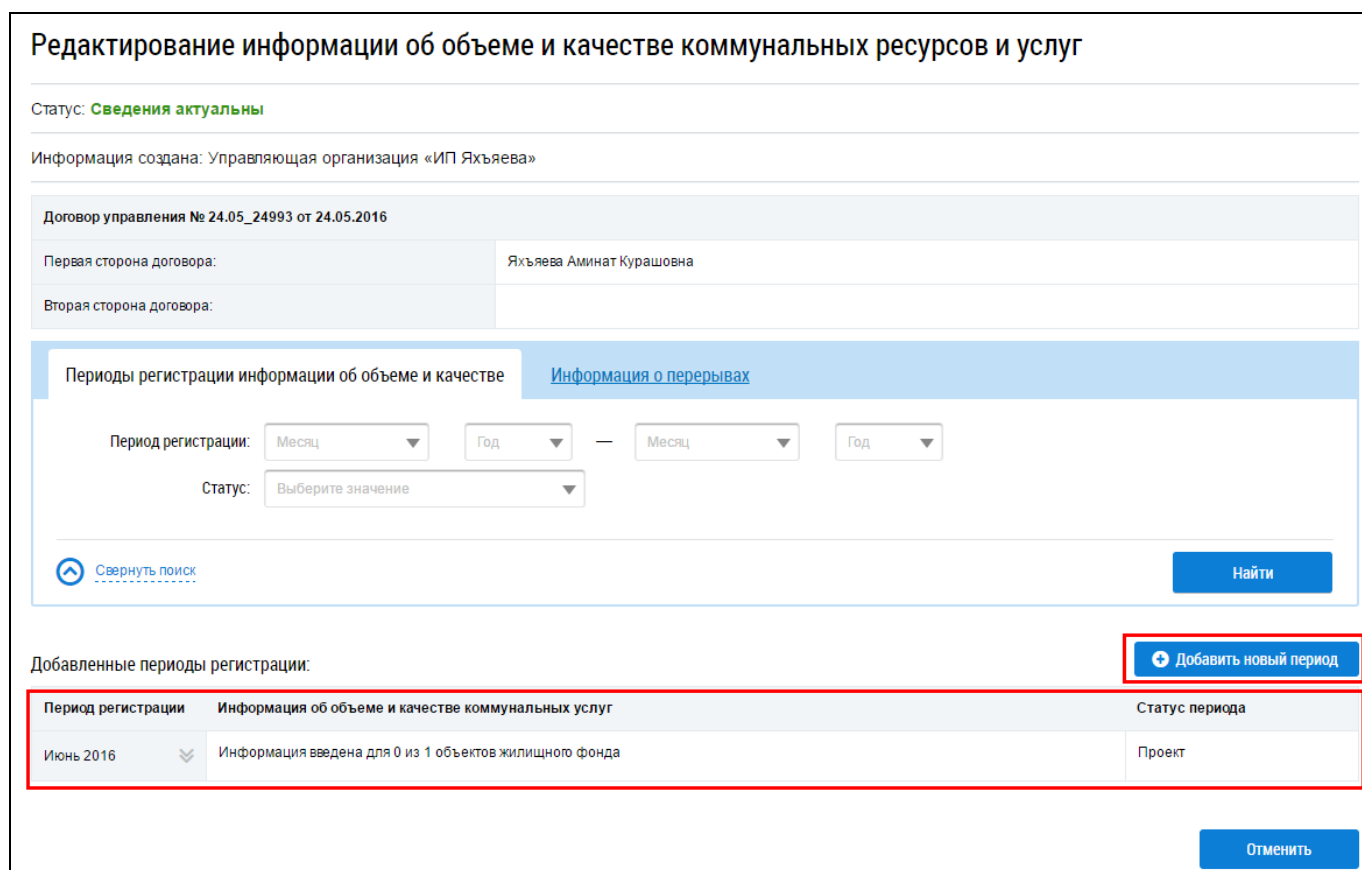 Редактирование информации об объеме и качестве коммунальных ресурсов и услуг
Статус: Сведения актуальны
Информация создана: Управляющая организация «ИП Яхъяева»
Договор управления № 24.05_24993 от 24.05.2016
Первая сторона договора: Яхъяева Аминат Курашовна
Вторая сторона договора:
Периоды регистрации информации об объеме и качестве Информация о перерывах
Период регистрации: Месяц Год — Месяц Год
Статус: Выберите значение
Свернуть поиск Найти
Добавленные периоды регистрации: Добавить новый период
Период регистрации Информация об объеме и качестве коммунальных услуг Статус периода
Июнь 2016 Информация введена для 0 из 1 объектов жилищного фонда Проект
Отменить